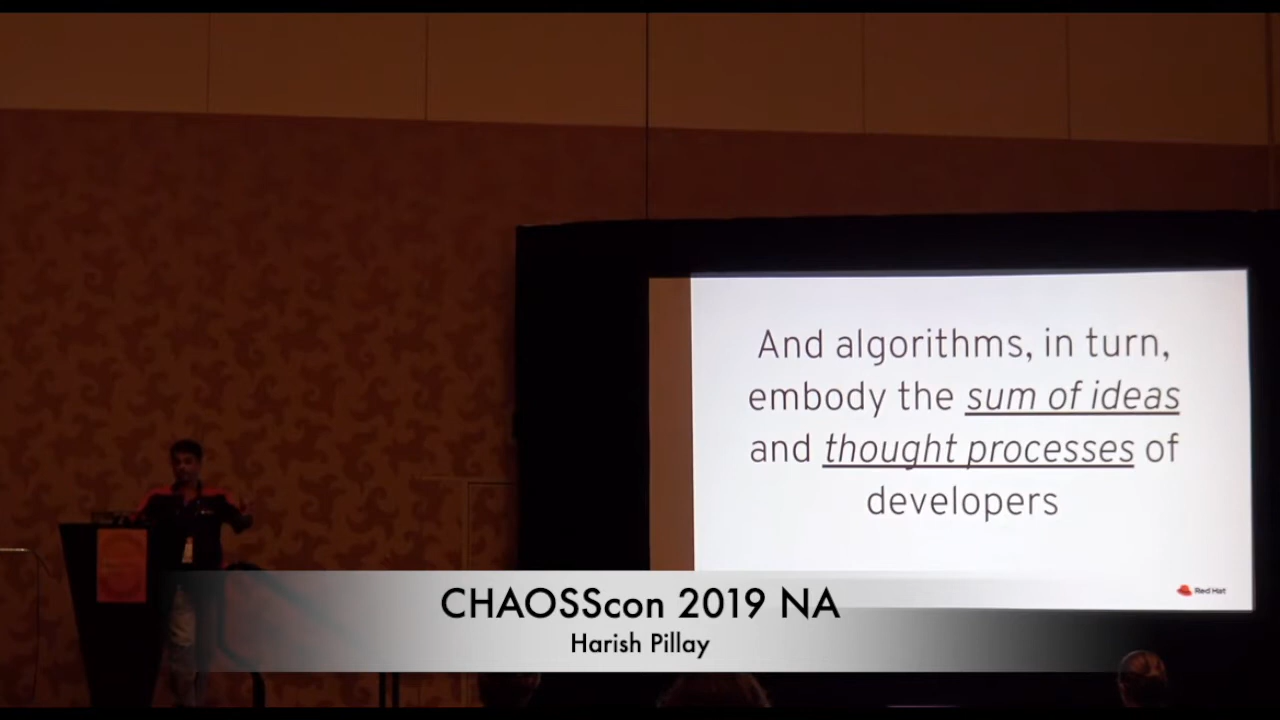 And algorithms, in turn,
embody the sum of ideas
and thought processes of
developers
Red Hat
CHAOSScon 2019 NA
Harish Pillay